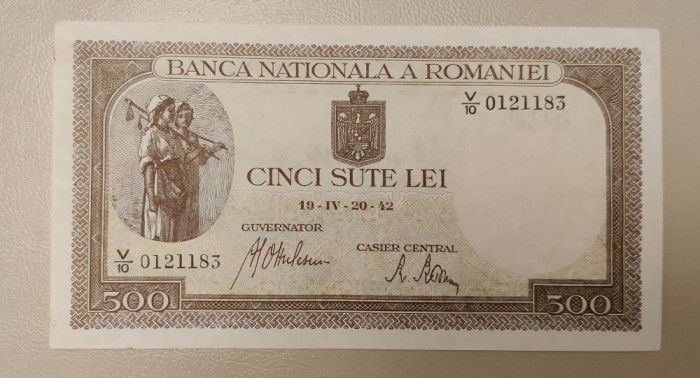 BANCA NATIONALA A ROMANIEI
V/10 0121183
CINCI SUTE LEI
19-IV-20-42
GUVERNATOR
CASIER CENTRAL
V/10 0121183
500
500